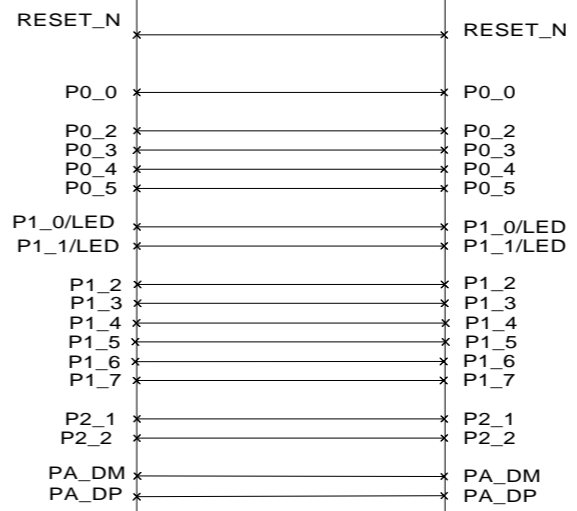 RESET_N RESET_N
P0_0 P0_0
P0_2 P0_2
P0_3 P0_3
P0_4 P0_4
P0_5 P0_5
P1_0/LED P1_0/LED
P1_1/LED P1_1/LED
P1_2 P1_2
P1_3 P1_3
P1_4 P1_4
P1_5 P1_5
P1_6 P1_6
P1_7 P1_7
P2_1 P2_1
P2_2 P2_2
PA_DM PA_DM
PA_DP PA_DP